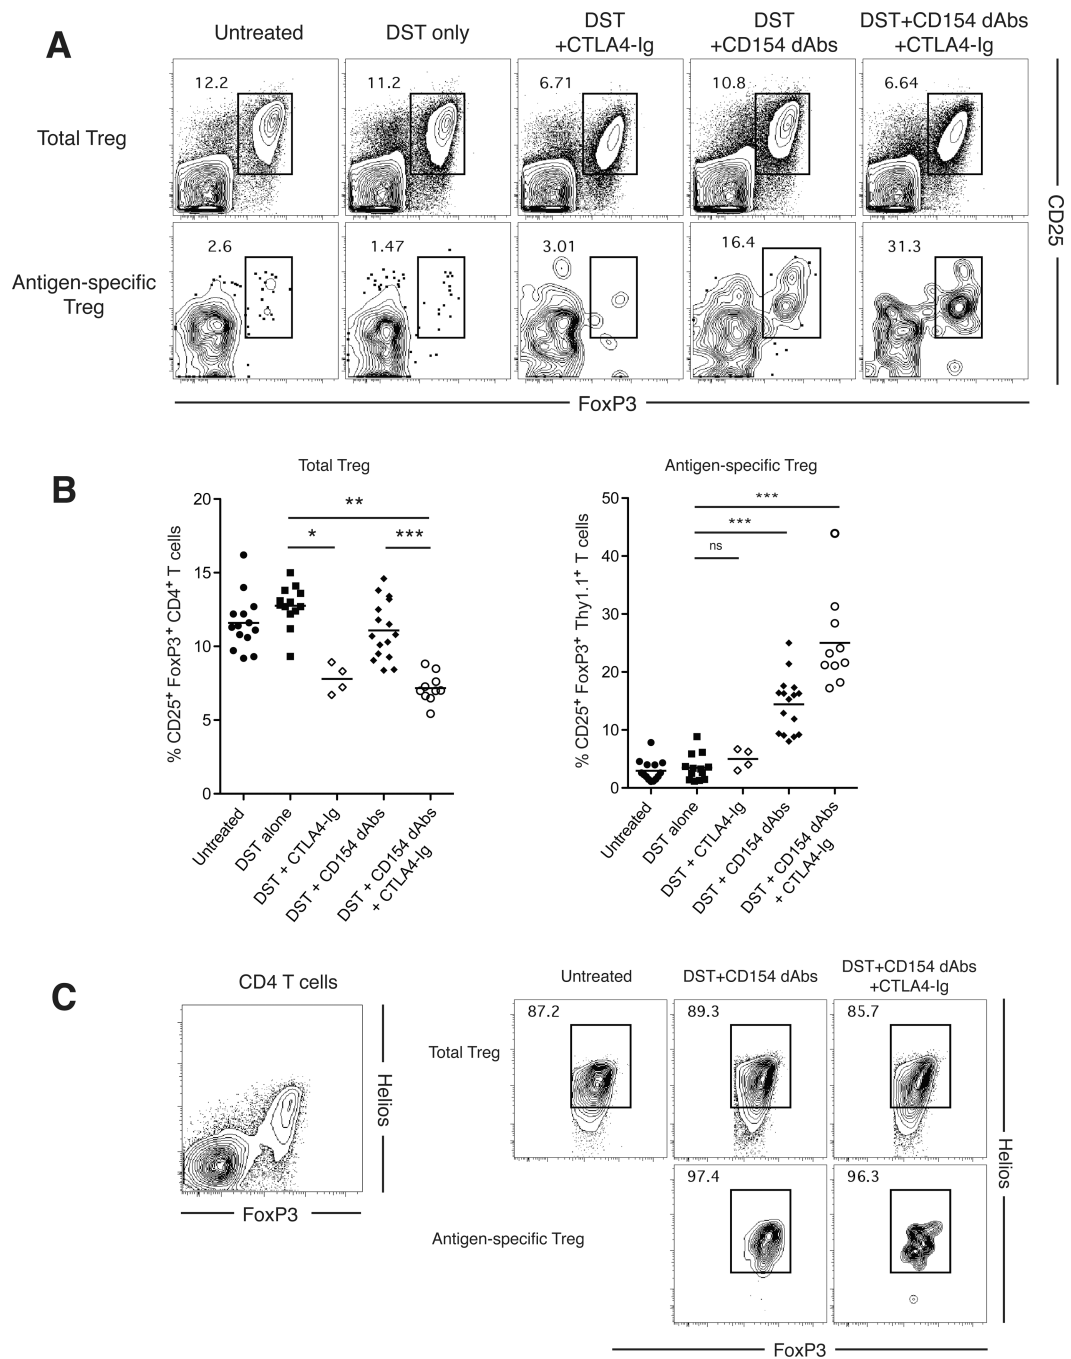 A
Untreated
DST only
DST
+CTLA4-Ig
DST
+CD154 dAbs
DST+CD154 dAbs
+CTLA4-Ig
Total Treg
12.2
11.2
6.71
10.8
6.64
Antigen-specific
Treg
2.6
1.47
3.01
16.4
31.3
CD25
FoxP3
B
Total Treg
% CD25⁺ FoxP3⁺ CD4⁺ T cells
20
15
10
5
0
**
*
***
Untreated
DST alone
DST + CTLA4-Ig
DST + CD154 dAbs
DST + CD154 dAbs
+ CTLA4-Ig
Antigen-specific Treg
% CD25⁺ FoxP3⁺ Thy1.1⁺ T cells
50
40
30
20
10
0
***
***
ns
Untreated
DST alone
DST + CTLA4-Ig
DST + CD154 dAbs
DST + CD154 dAbs
+ CTLA4-Ig
C
CD4 T cells
Helios
FoxP3
Untreated
DST+CD154 dAbs
DST+CD154 dAbs
+CTLA4-Ig
Total Treg
87.2
89.3
85.7
Antigen-specific Treg
97.4
96.3
Helios
FoxP3